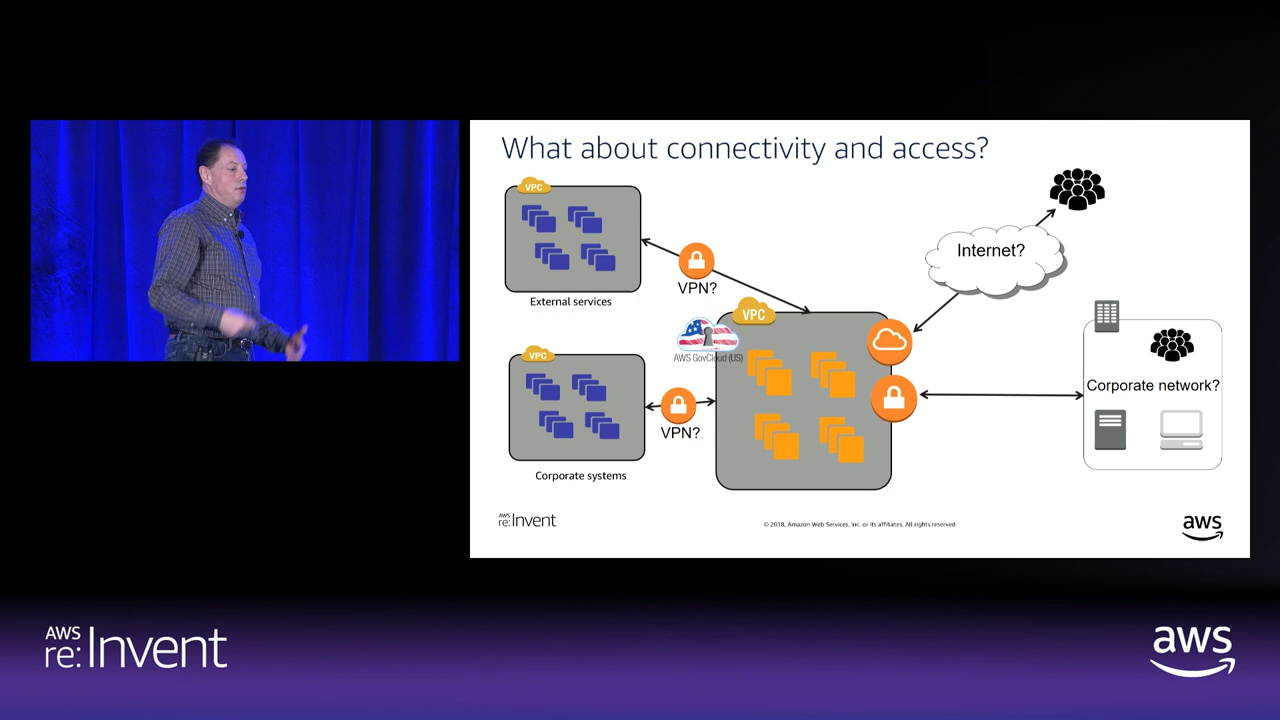 What about connectivity and access?
VPC
External services
VPN?
Internet?
VPC
AWS GovCloud (US)
VPC
Corporate systems
VPN?
Corporate network?
AWS
re:Invent
© 2018, Amazon Web Services, Inc. or its affiliates. All rights reserved.
aws
AWS
re:Invent
aws